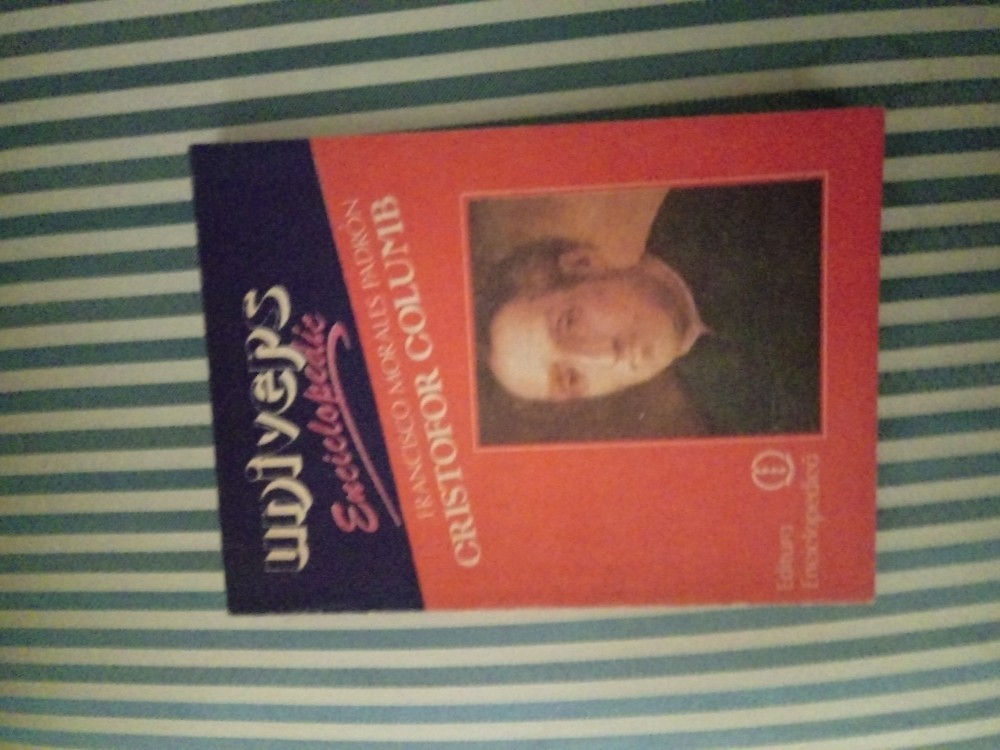 univers
Enciclopedic
FRANCISCO MORALES PADRÓN
CRISTOFOR COLUMB
Editura
Enciclopedică